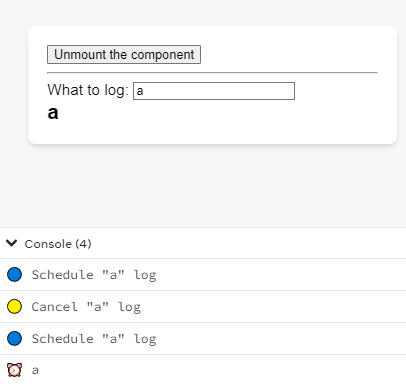 Unmount the component
What to log: a
a
Console (4)
Schedule "a" log
Cancel "a" log
Schedule "a" log
a